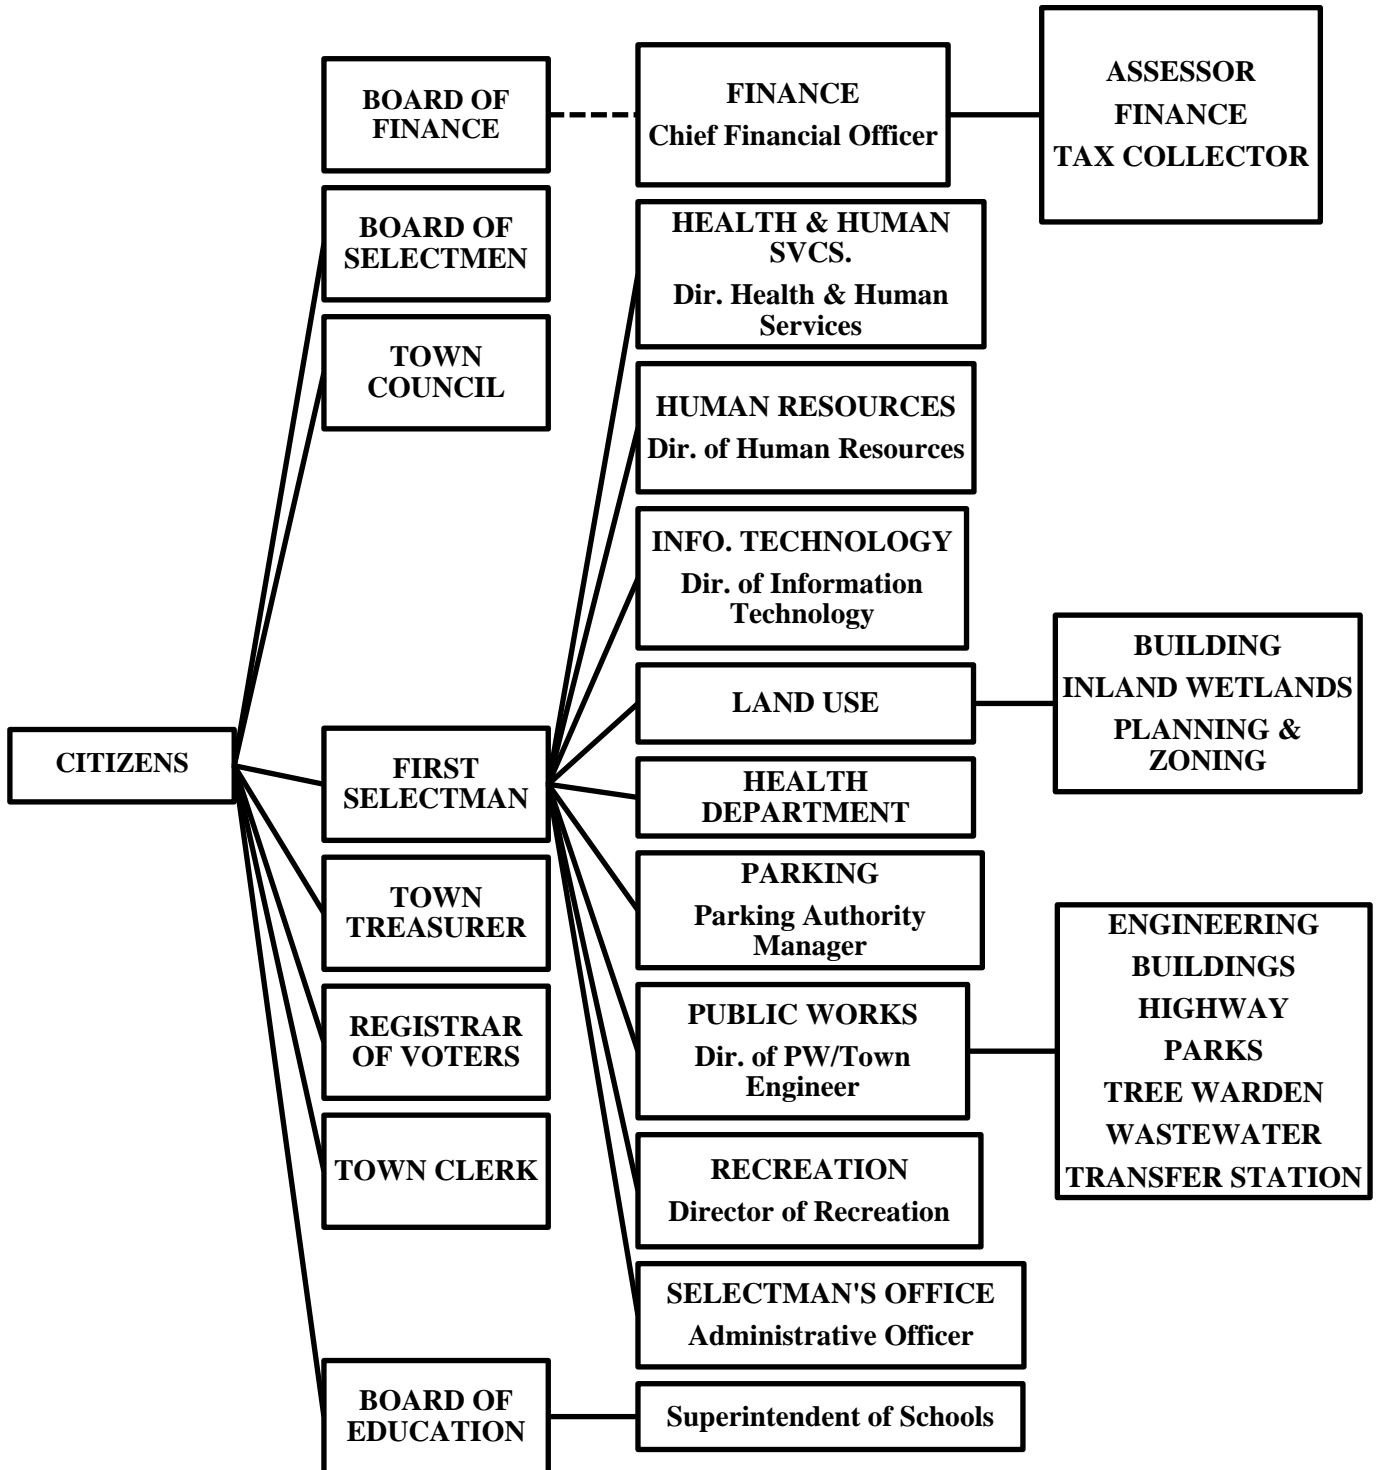 CITIZENS
BOARD OF
FINANCE
BOARD OF
SELECTMEN
TOWN
COUNCIL
FIRST
SELECTMAN
TOWN
TREASURER
REGISTRAR
OF VOTERS
TOWN CLERK
BOARD OF
EDUCATION
FINANCE
Chief Financial Officer
HEALTH & HUMAN
SVCS.
Dir. Health & Human
Services
HUMAN RESOURCES
Dir. of Human Resources
INFO. TECHNOLOGY
Dir. of Information
Technology
LAND USE
HEALTH
DEPARTMENT
PARKING
Parking Authority
Manager
PUBLIC WORKS
Dir. of PW/Town
Engineer
RECREATION
Director of Recreation
SELECTMAN'S OFFICE
Administrative Officer
Superintendent of Schools
ASSESSOR
FINANCE
TAX COLLECTOR
BUILDING
INLAND WETLANDS
PLANNING &
ZONING
ENGINEERING
BUILDINGS
HIGHWAY
PARKS
TREE WARDEN
WASTEWATER
TRANSFER STATION